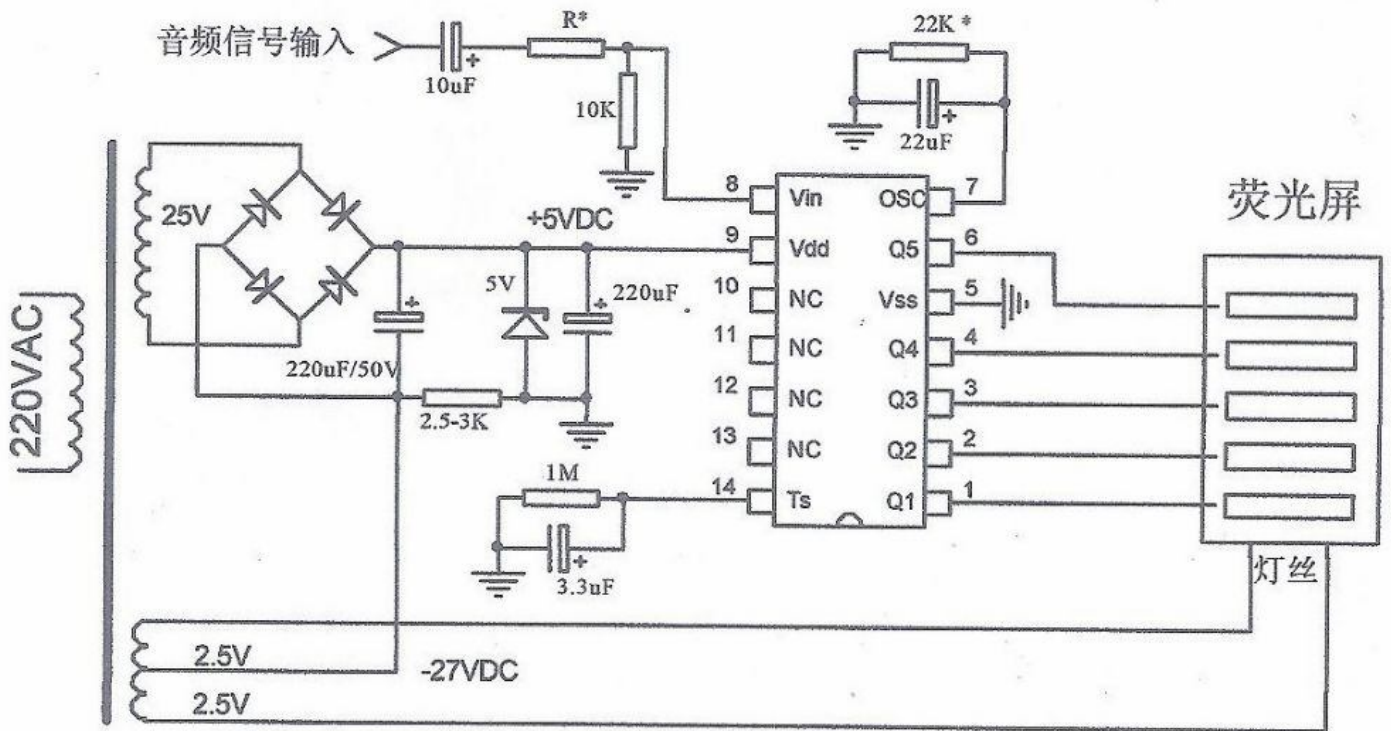 音频信号输入
10uF
R*
10K
22K *
22uF
220VAC
25V
+5VDC
220uF/50V
5V
220uF
2.5-3K
1M
3.3uF
8
Vin
9
Vdd
10
NC
11
NC
12
NC
13
NC
14
Ts
OSC
7
Q5
6
Vss
5
Q4
4
Q3
3
Q2
2
Q1
1
荧光屏
灯丝
2.5V
2.5V
-27VDC